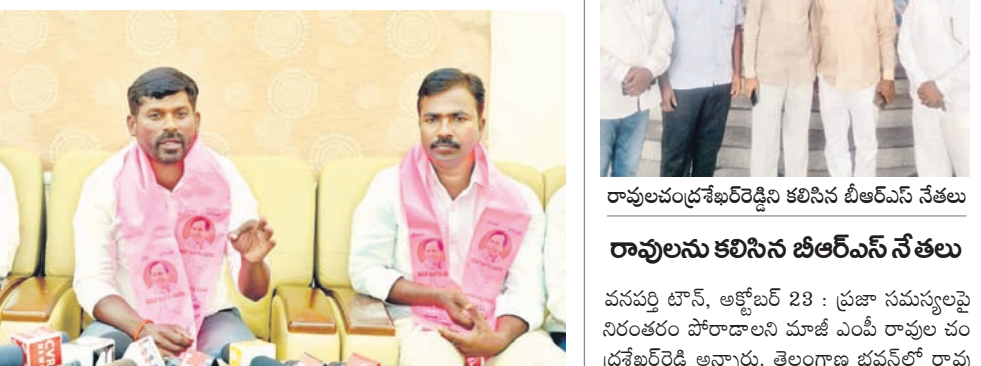 రావులచంద్రశేఖర్‌రెడ్డిని కలిసిన బీఆర్ఎస్ నేతలు
రావులను కలిసిన బీఆర్ఎస్ నేతలు
వనపర్తి టౌన్, అక్టోబర్ 23 : ప్రజా సమస్యలపై
నిరంతరం పోరాడాలని మాజీ ఎంపీ రావుల చం
ద్రశేఖర్‌రెడ్డి అన్నారు. తెలంగాణ భవన్‌లో రావు
CVR